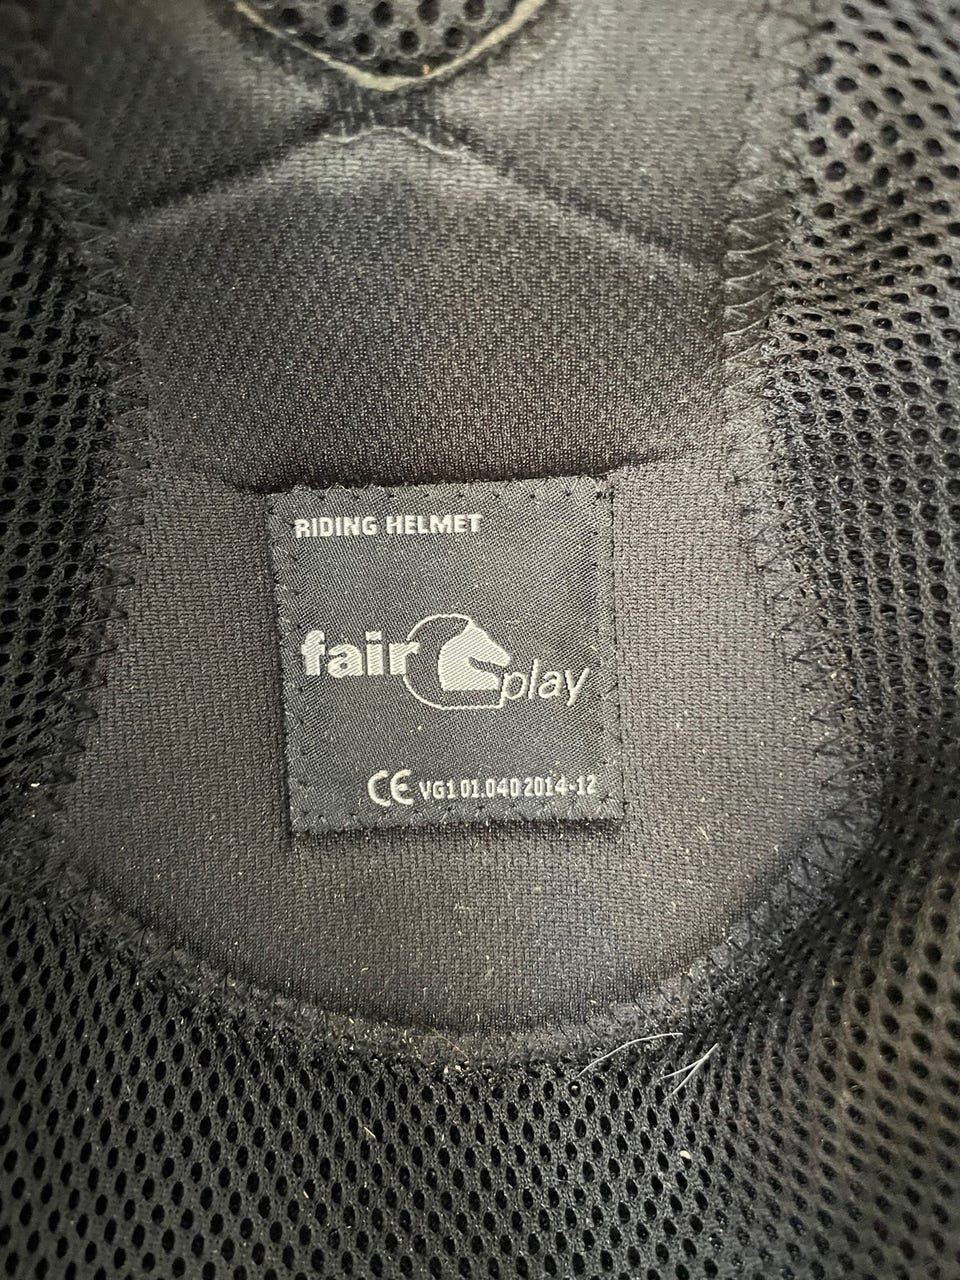 RIDING HELMET
fair play
CE VG1 01.040 2014-12